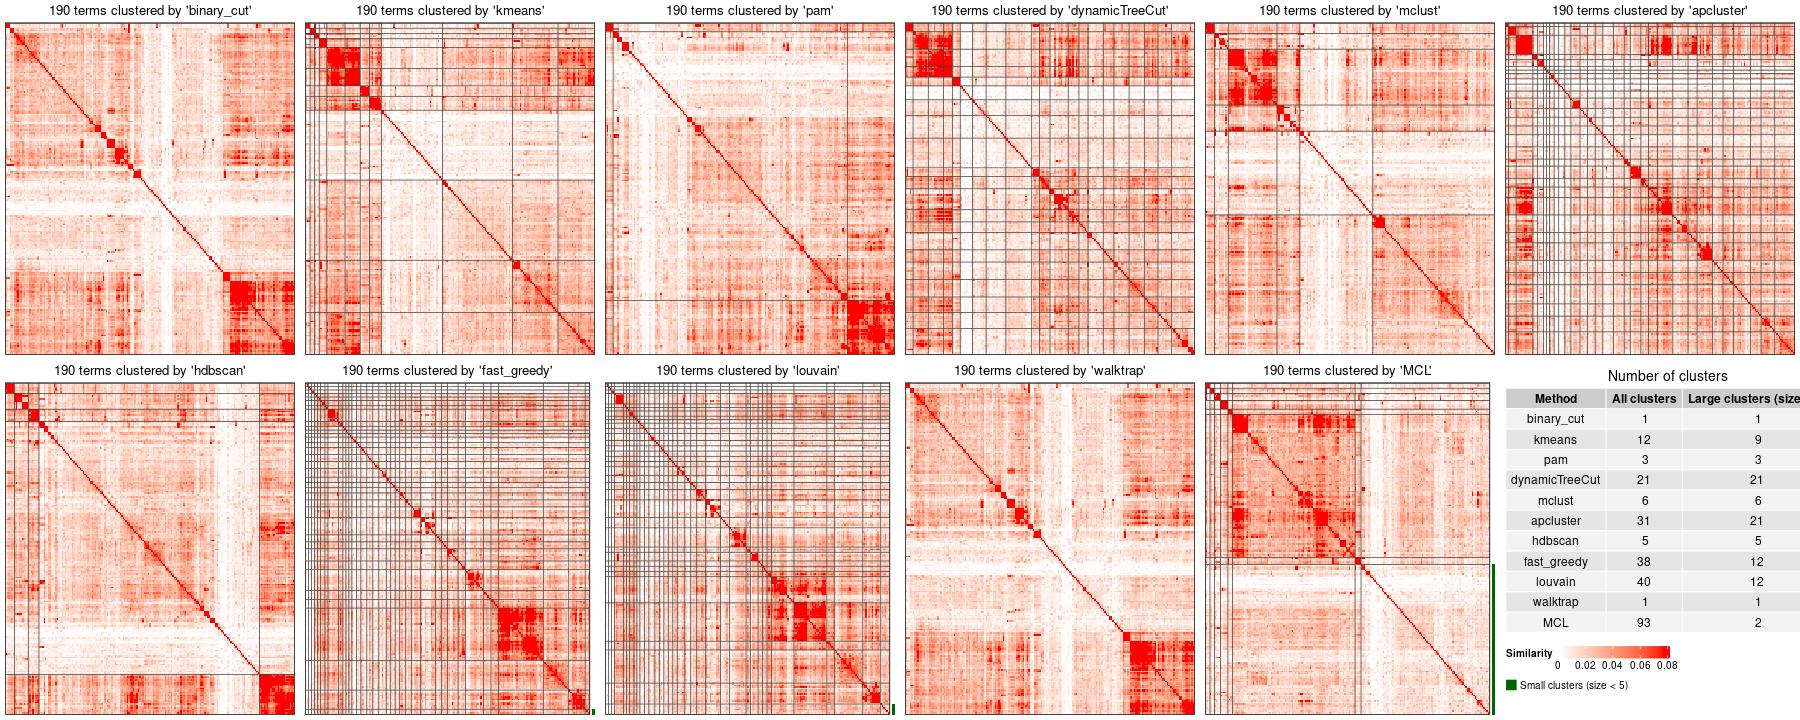 190 terms clustered by 'binary_cut'
190 terms clustered by 'kmeans'
190 terms clustered by 'pam'
190 terms clustered by 'dynamicTreeCut'
190 terms clustered by 'mclust'
190 terms clustered by 'apcluster'
190 terms clustered by 'hdbscan'
190 terms clustered by 'fast_greedy'
190 terms clustered by 'louvain'
190 terms clustered by 'walktrap'
190 terms clustered by 'MCL'
Number of clusters
Method All clusters Large clusters (size
binary_cut 1 1
kmeans 12 9
pam 3 3
dynamicTreeCut 21 21
mclust 6 6
apcluster 31 21
hdbscan 5 5
fast_greedy 38 12
louvain 40 12
walktrap 1 1
MCL 93 2
Similarity
0 0.02 0.04 0.06 0.08
Small clusters (size < 5)